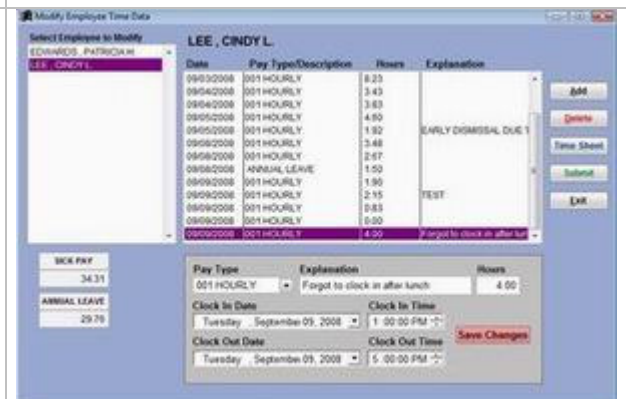 Modify Employee Time Data
Select Employee to Modify
EDWARDS , PATRICIA H.
LEE , CINDY L.
LEE , CINDY L.
Date Pay Type/Description Hours Explanation
09/03/2008 001 HOURLY 8.23
09/04/2008 001 HOURLY 3.43
09/04/2008 001 HOURLY 3.63
09/05/2008 001 HOURLY 4.60
09/05/2008 001 HOURLY 1.92 EARLY DISMISSAL DUE
09/08/2008 001 HOURLY 3.48
09/08/2008 001 HOURLY 2.67
09/08/2008 ANNUAL LEAVE 1.50
09/09/2008 001 HOURLY 1.90
09/09/2008 001 HOURLY 2.15 TEST
09/09/2008 001 HOURLY 0.83
09/09/2008 001 HOURLY 0.00
09/09/2008 001 HOURLY 4.00 Forgot to clock in after lun
Add
Delete
Time Sheet
Submit
Exit
SICK PAY
34.31
ANNUAL LEAVE
29.76
Pay Type Explanation Hours
001 HOURLY Forgot to clock in after lunch 4.00
Clock In Date Clock In Time
Tuesday , September 09, 2008 1 :00:00 PM
Clock Out Date Clock Out Time
Tuesday , September 09, 2008 5 :00:00 PM
Save Changes